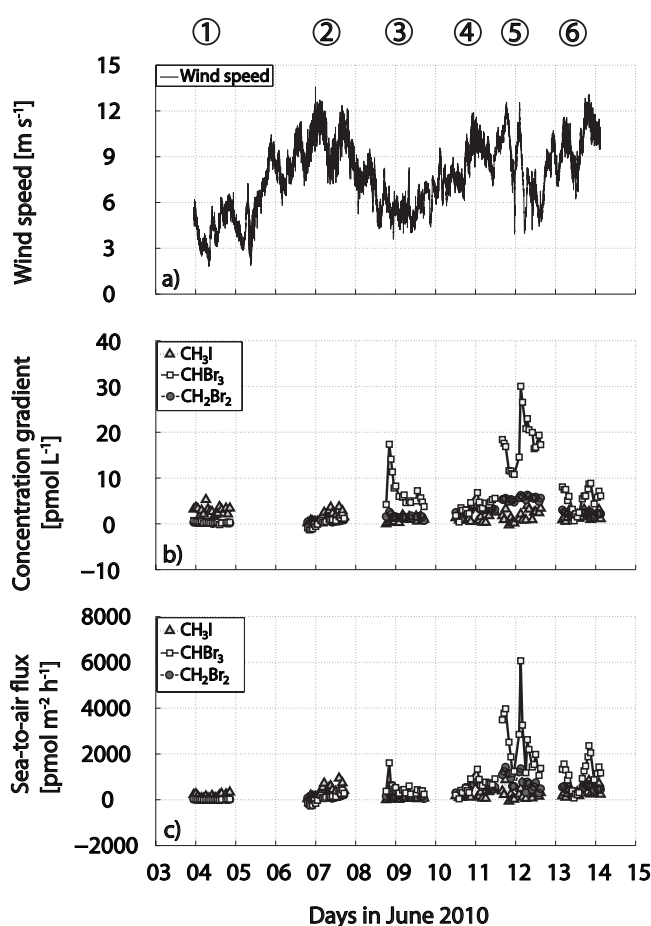 ① ② ③ ④ ⑤ ⑥
Wind speed [m s⁻¹]
15
12
9
6
3
0
Wind speed
a)
Concentration gradient
[pmol L⁻¹]
40
30
20
10
0
−10
CH₃I
CHBr₃
CH₂Br₂
b)
Sea-to-air flux
[pmol m⁻² h⁻¹]
8000
6000
4000
2000
0
−2000
CH₃I
CHBr₃
CH₂Br₂
c)
03 04 05 06 07 08 09 10 11 12 13 14 15
Days in June 2010